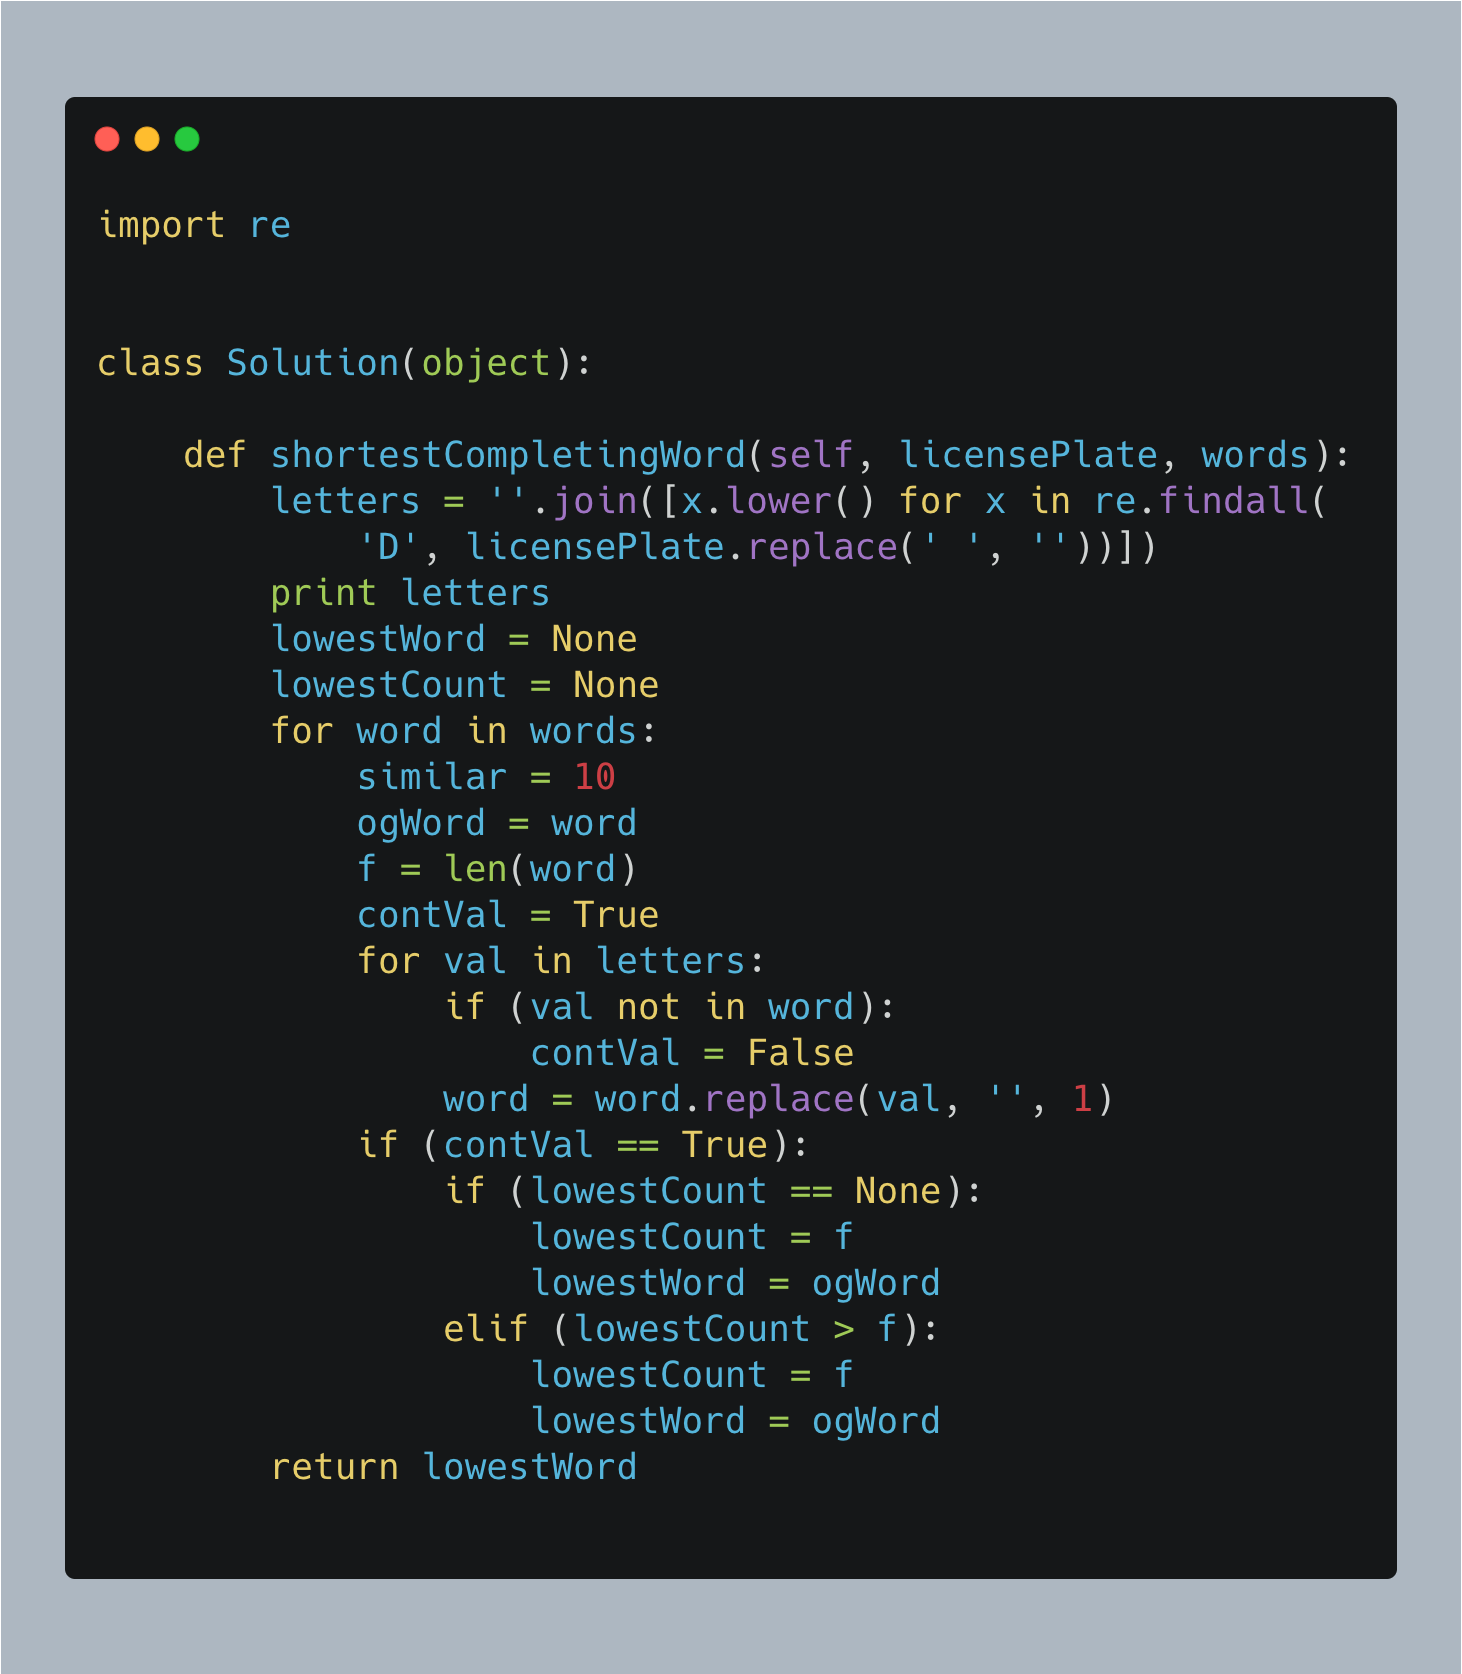 import re
class Solution(object):
    def shortestCompletingWord(self, licensePlate, words):
        letters = ''.join([x.lower() for x in re.findall(
            'D', licensePlate.replace(' ', ''))])
        print letters
        lowestWord = None
        lowestCount = None
        for word in words:
            similar = 10
            ogWord = word
            f = len(word)
            contVal = True
            for val in letters:
                if (val not in word):
                    contVal = False
                word = word.replace(val, '', 1)
            if (contVal == True):
                if (lowestCount == None):
                    lowestCount = f
                    lowestWord = ogWord
                elif (lowestCount > f):
                    lowestCount = f
                    lowestWord = ogWord
        return lowestWord